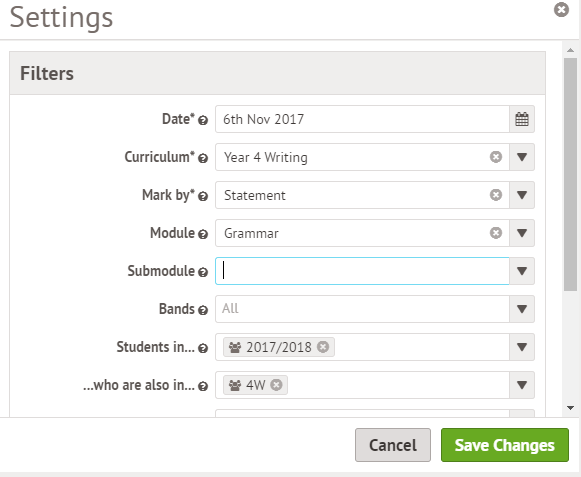 Settings
Filters
Date* 6th Nov 2017
Curriculum* Year 4 Writing
Mark by* Statement
Module Grammar
Submodule
Bands All
Students in... 2017/2018
...who are also in... 4W
Cancel Save Changes